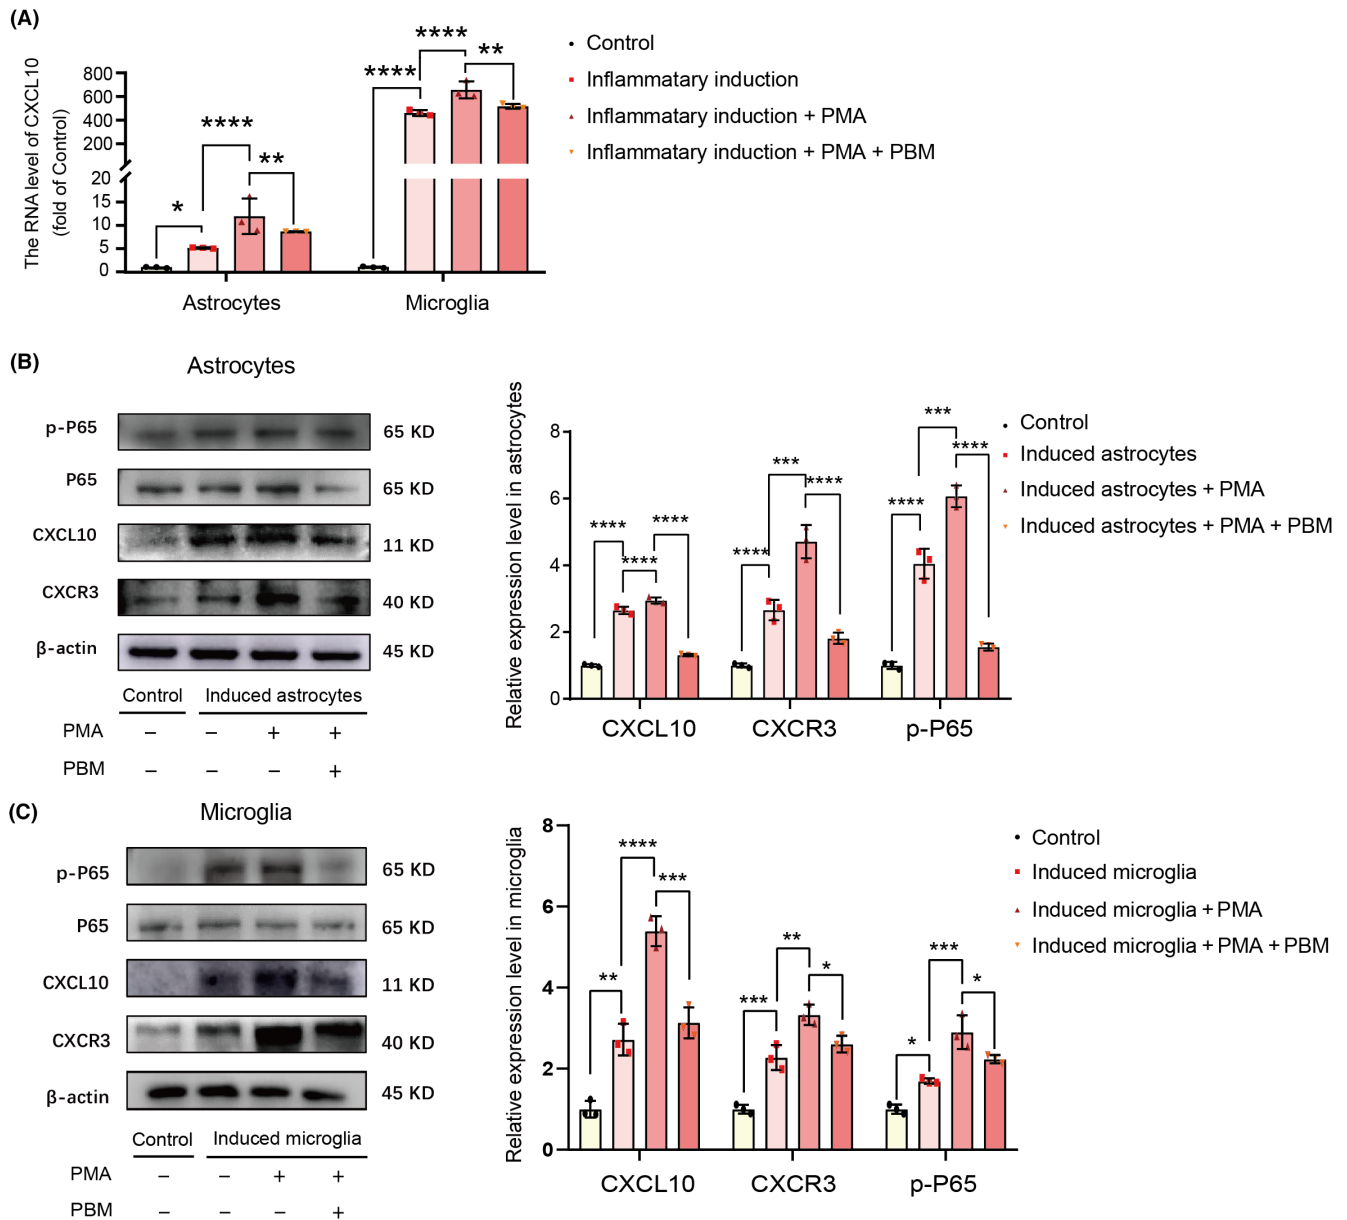 (A)
The RNA level of CXCL10
(fold of Control)
800
600
400
200
20
15
10
5
0
*
****
**
****
****
**
Astrocytes
Microglia
Control
Inflammatary induction
Inflammatary induction + PMA
Inflammatary induction + PMA + PBM
(B)
Astrocytes
p-P65
65 KD
P65
65 KD
CXCL10
11 KD
CXCR3
40 KD
β-actin
45 KD
Control
Induced astrocytes
PMA – – + +
PBM – – – +
Relative expression level in astrocytes
8
6
4
2
0
****
****
****
****
***
****
****
***
****
CXCL10
CXCR3
p-P65
Control
Induced astrocytes
Induced astrocytes + PMA
Induced astrocytes + PMA + PBM
(C)
Microglia
p-P65
65 KD
P65
65 KD
CXCL10
11 KD
CXCR3
40 KD
β-actin
45 KD
Control
Induced microglia
PMA – – + +
PBM – – – +
Relative expression level in microglia
8
6
4
2
0
**
****
***
***
**
*
*
***
*
CXCL10
CXCR3
p-P65
Control
Induced microglia
Induced microglia + PMA
Induced microglia + PMA + PBM